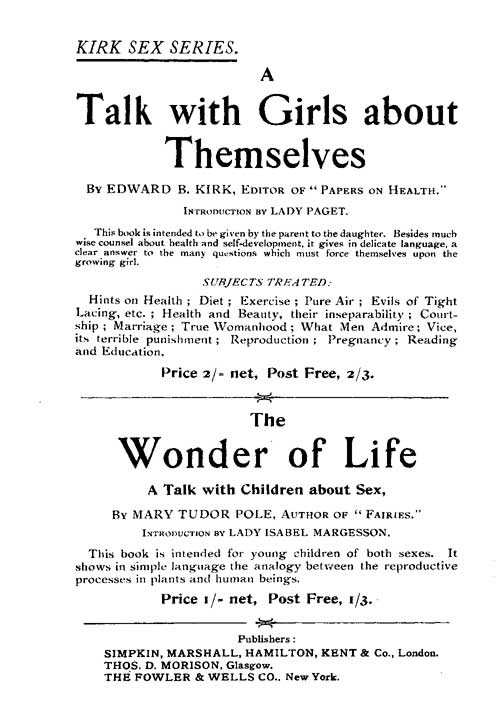 KIRK SEX SERIES.
A
Talk with Girls about
Themselves
By EDWARD B. KIRK, Editor of "Papers on Health."
Introduction by LADY PAGET.
This book is intended to be given by the parent to the daughter. Besides much
wise counsel about health and self-development, it gives in delicate language, a
clear answer to the many questions which must force themselves upon the
growing girl.
SUBJECTS TREATED:
Hints on Health ; Diet ; Exercise ; Pure Air ; Evils of Tight
Lacing, etc. ; Health and Beauty, their inseparability ; Court-
ship ; Marriage ; True Womanhood ; What Men Admire ; Vice,
its terrible punishment ; Reproduction ; Pregnancy ; Reading
and Education.
Price 2/- net, Post Free, 2/3.
The
Wonder of Life
A Talk with Children about Sex,
By MARY TUDOR POLE, Author of "Fairies."
Introduction by LADY ISABEL MARGESSON.
This book is intended for young children of both sexes. It
shows in simple language the analogy between the reproductive
processes in plants and human beings.
Price 1/- net, Post Free, 1/3.
Publishers :
SIMPKIN, MARSHALL, HAMILTON, KENT & Co., London.
THOS. D. MORISON, Glasgow.
THE FOWLER & WELLS CO., New York.